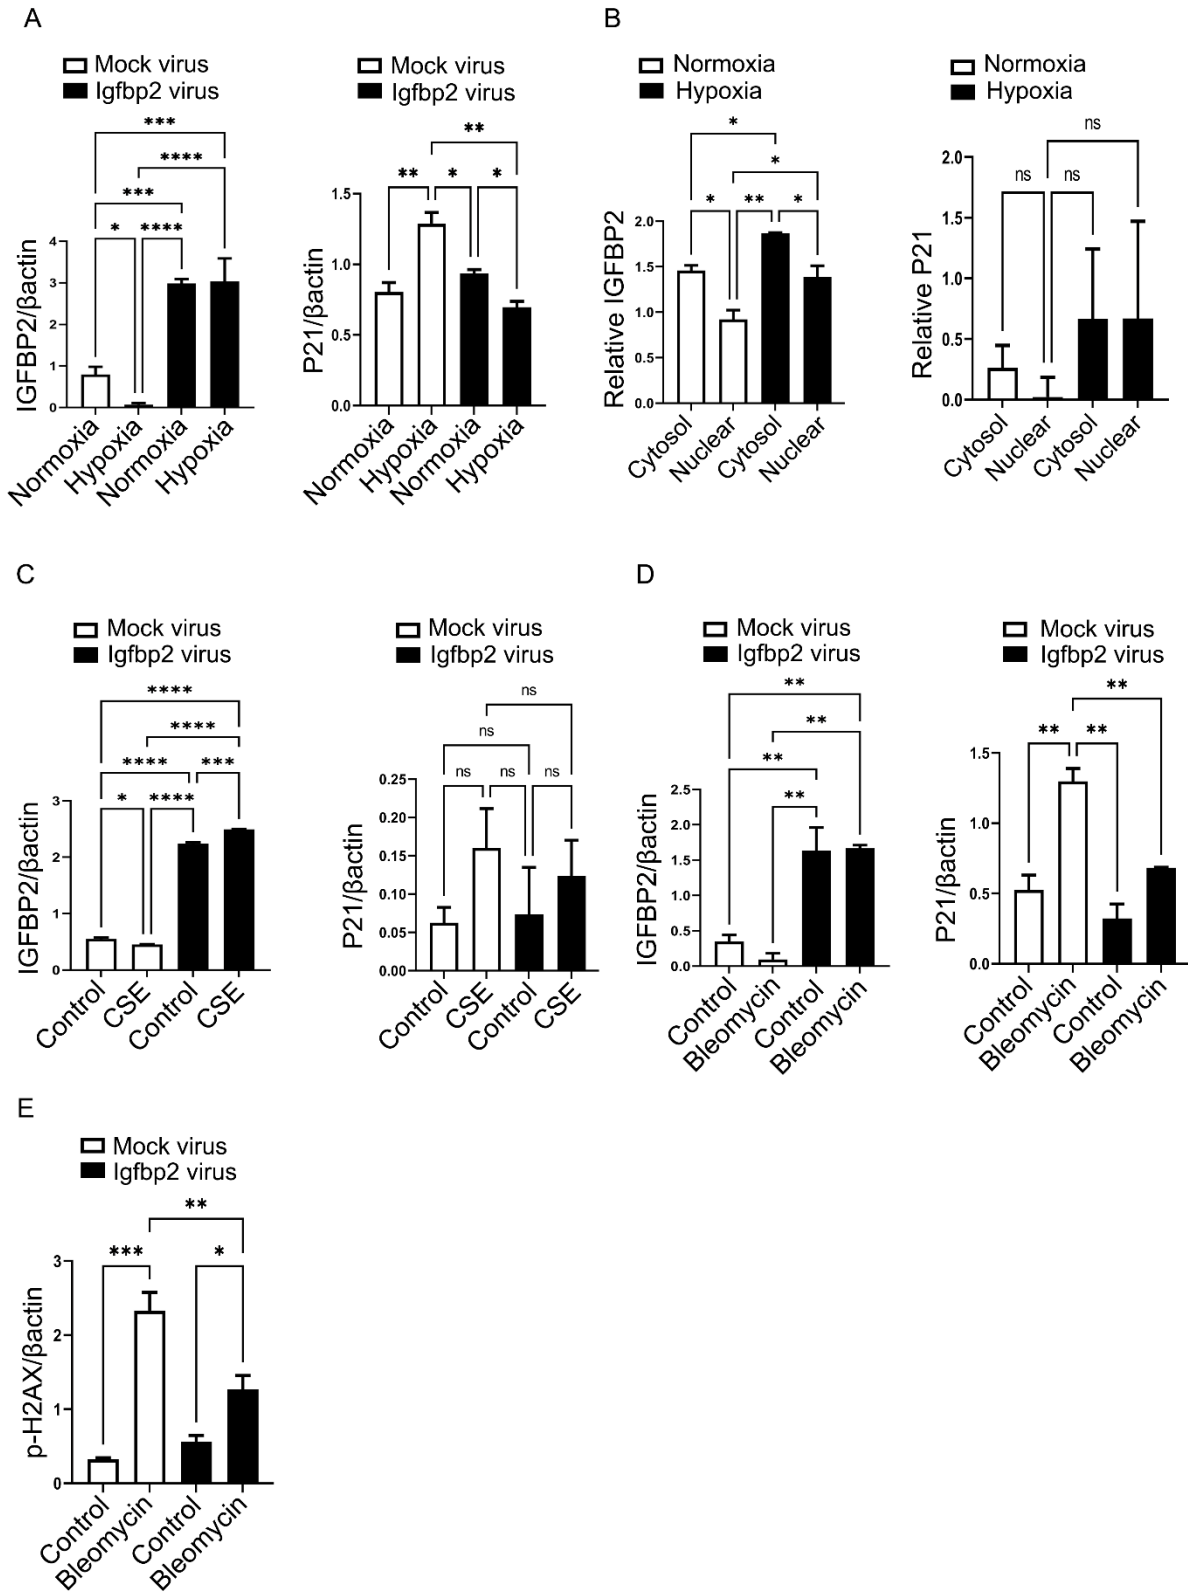 A
Mock virus
Igfbp2 virus
***
****
***
* ****
IGFBP2/βactin
4
3
2
1
0
Normoxia
Hypoxia
Normoxia
Hypoxia
Mock virus
Igfbp2 virus
**
** * *
P21/βactin
1.5
1.0
0.5
0.0
Normoxia
Hypoxia
Normoxia
Hypoxia
B
Normoxia
Hypoxia
*
*
* ** *
Relative IGFBP2
2.0
1.5
1.0
0.5
0.0
Cytosol
Nuclear
Cytosol
Nuclear
Normoxia
Hypoxia
ns
ns ns
Relative P21
2.0
1.5
1.0
0.5
0.0
Cytosol
Nuclear
Cytosol
Nuclear
C
Mock virus
Igfbp2 virus
****
****
**** ***
* ****
IGFBP2/βactin
3
2
1
0
Control
CSE
Control
CSE
Mock virus
Igfbp2 virus
ns
ns
ns ns ns
P21/βactin
0.25
0.20
0.15
0.10
0.05
0.00
Control
CSE
Control
CSE
D
Mock virus
Igfbp2 virus
**
**
**
**
IGFBP2/βactin
2.5
2.0
1.5
1.0
0.5
0.0
Control
Bleomycin
Control
Bleomycin
Mock virus
Igfbp2 virus
**
** **
P21/βactin
1.5
1.0
0.5
0.0
Control
Bleomycin
Control
Bleomycin
E
Mock virus
Igfbp2 virus
**
*** *
p-H2AX/βactin
3
2
1
0
Control
Bleomycin
Control
Bleomycin